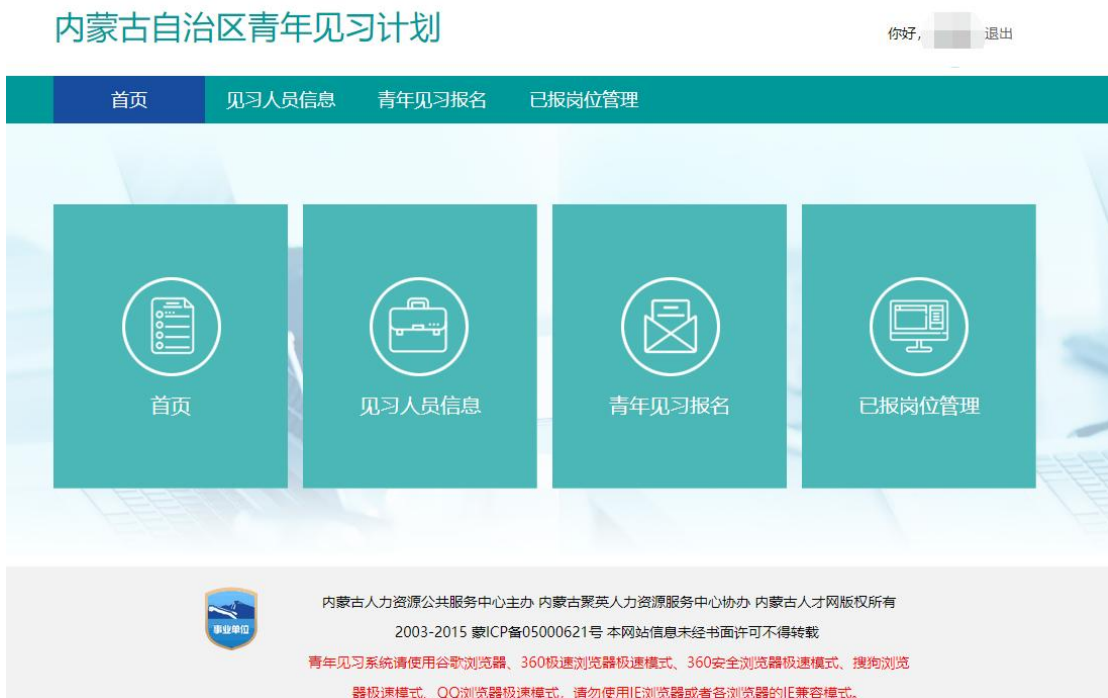 内蒙古自治区青年见习计划
你好, 退出
首页 见习人员信息 青年见习报名 已报岗位管理
首页 见习人员信息 青年见习报名 已报岗位管理
事业单位
内蒙古人力资源公共服务中心主办 内蒙古聚英人力资源服务中心协办 内蒙古人才网版权所有
2003-2015 蒙ICP备05000621号 本网站信息未经书面许可不得转载
青年见习系统请使用谷歌浏览器、360极速浏览器极速模式、360安全浏览器极速模式、搜狗浏览
器极速模式、QQ浏览器极速模式，请勿使用IE浏览器或者各浏览器的IE兼容模式。